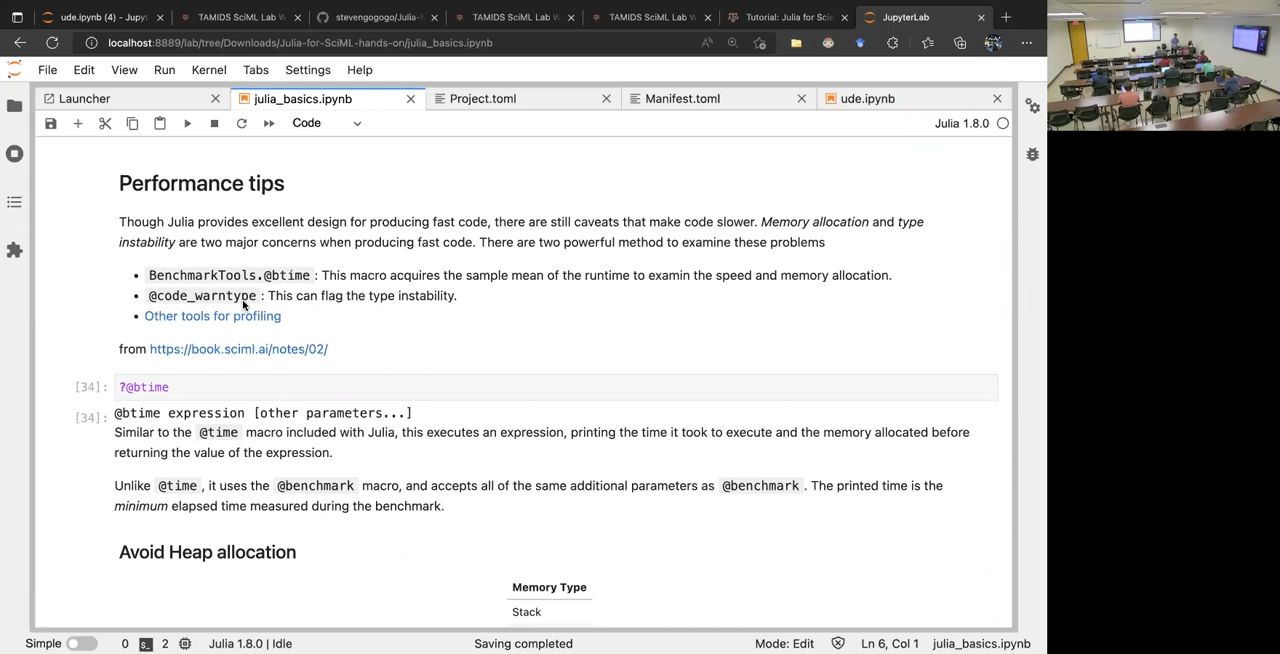 ude.ipynb (4) - Jupyt
TAMIDS SciML Lab W
stevengogogo/Julia-f
TAMIDS SciML Lab W
TAMIDS SciML Lab W
Tutorial: Julia for Scie
JupyterLab
localhost:8889/lab/tree/Downloads/Julia-for-SciML-hands-on/julia_basics.ipynb
File Edit View Run Kernel Tabs Settings Help
Launcher
julia_basics.ipynb
Project.toml
Manifest.toml
ude.ipynb
Code
Julia 1.8.0
Performance tips
Though Julia provides excellent design for producing fast code, there are still caveats that make code slower. Memory allocation and type
instability are two major concerns when producing fast code. There are two powerful method to examine these problems
• BenchmarkTools.@btime : This macro acquires the sample mean of the runtime to examin the speed and memory allocation.
• @code_warntype : This can flag the type instability.
• Other tools for profiling
from https://book.sciml.ai/notes/02/
[34]: ?@btime
[34]: @btime expression [other parameters...]
Similar to the @time macro included with Julia, this executes an expression, printing the time it took to execute and the memory allocated before
returning the value of the expression.
Unlike @time , it uses the @benchmark macro, and accepts all of the same additional parameters as @benchmark . The printed time is the
minimum elapsed time measured during the benchmark.
Avoid Heap allocation
Memory Type
Stack
Simple 0 2 Julia 1.8.0 | Idle Saving completed Mode: Edit Ln 6, Col 1 julia_basics.ipynb